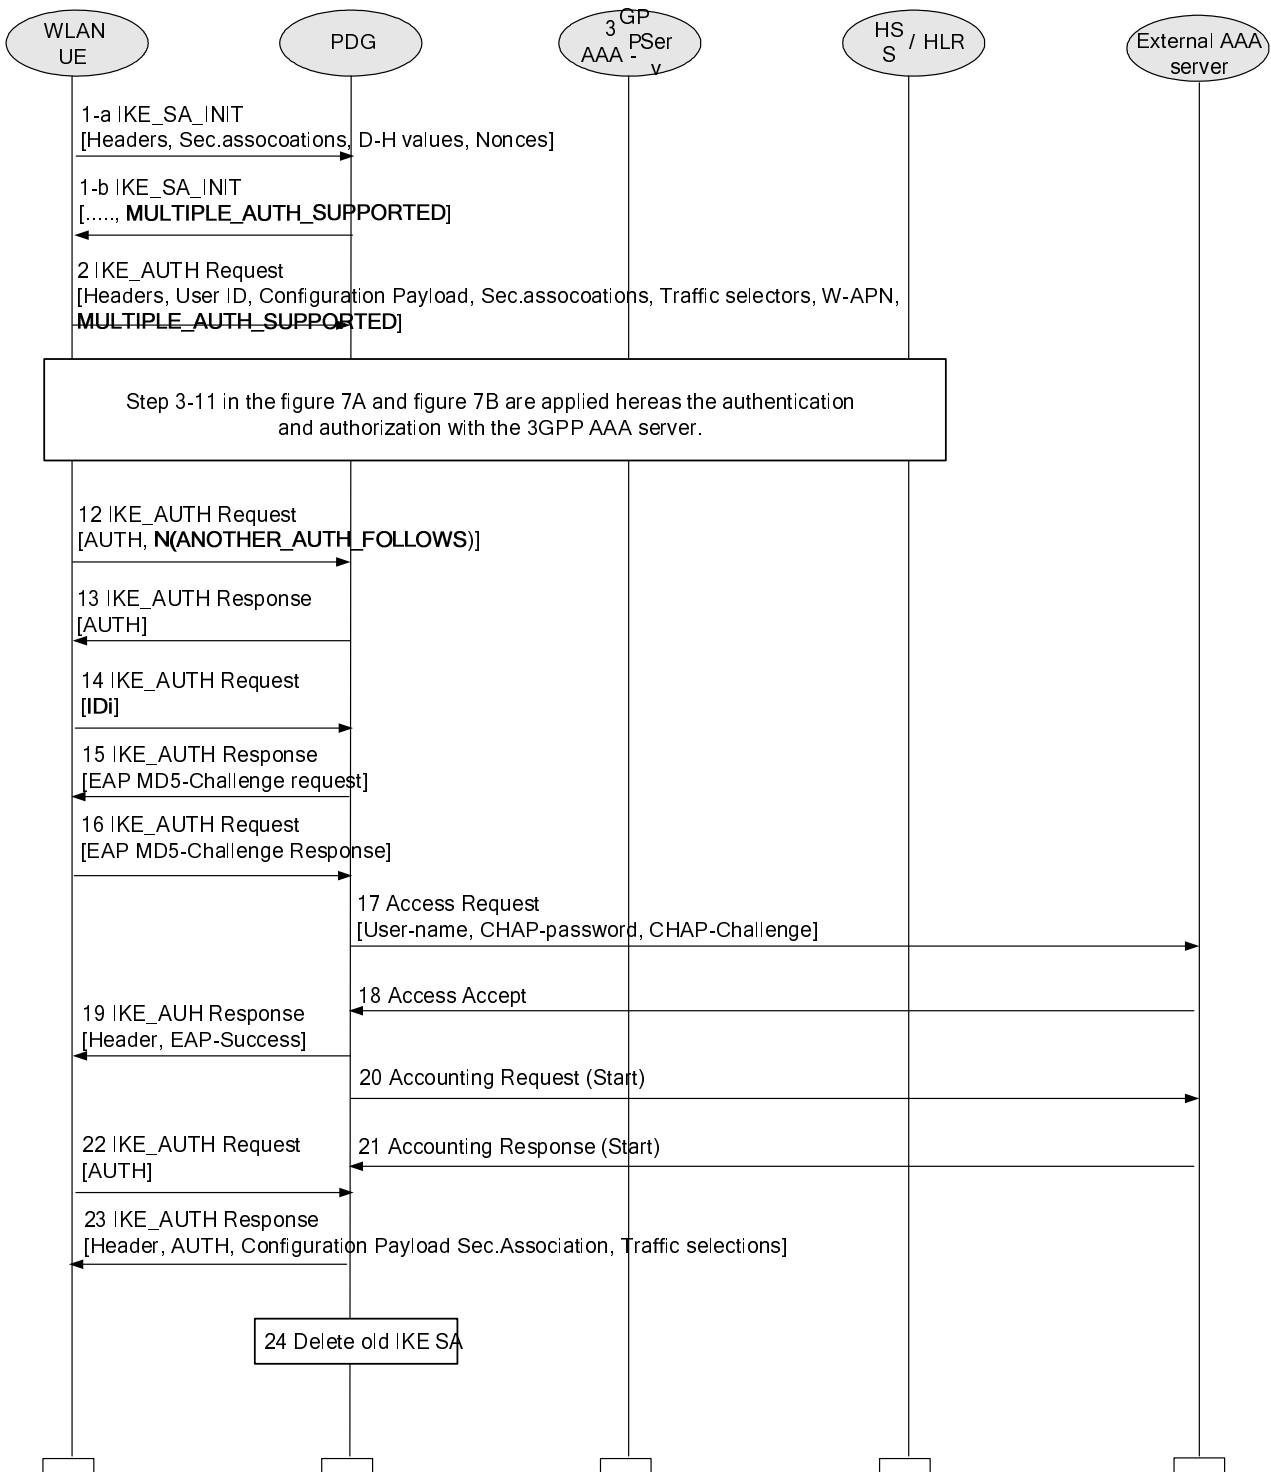 WLAN
UE
PDG
3 GP
P Ser
AAA - v
HS
S / HLR
External AAA
server
1-a IKE_SA_INIT
[Headers, Sec.assocoations, D-H values, Nonces]
1-b IKE_SA_INIT
[....., MULTIPLE_AUTH_SUPPORTED]
2 IKE_AUTH Request
[Headers, User ID, Configuration Payload, Sec.assocoations, Traffic selectors, W-APN,
MULTIPLE_AUTH_SUPPORTED]
Step 3-11 in the figure 7A and figure 7B are applied hereas the authentication
and authorization with the 3GPP AAA server.
12 IKE_AUTH Request
[AUTH, N(ANOTHER_AUTH_FOLLOWS)]
13 IKE_AUTH Response
[AUTH]
14 IKE_AUTH Request
[IDi]
15 IKE_AUTH Response
[EAP MD5-Challenge request]
16 IKE_AUTH Request
[EAP MD5-Challenge Response]
17 Access Request
[User-name, CHAP-password, CHAP-Challenge]
18 Access Accept
19 IKE_AUH Response
[Header, EAP-Success]
20 Accounting Request (Start)
22 IKE_AUTH Request
[AUTH]
21 Accounting Response (Start)
23 IKE_AUTH Response
[Header, AUTH, Configuration Payload Sec.Association, Traffic selections]
24 Delete old IKE SA